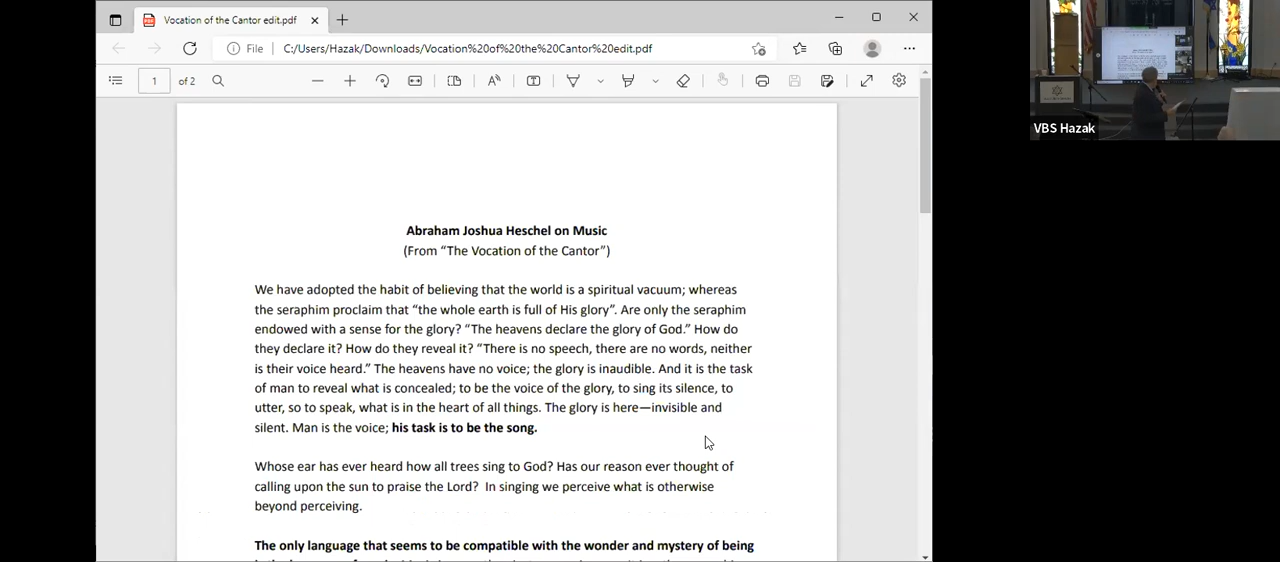 Vocation of the Cantor edit.pdf
File
C:/Users/Hazak/Downloads/Vocation%20of%20the%20Cantor%20edit.pdf
1 of 2
Abraham Joshua Heschel on Music
(From “The Vocation of the Cantor”)
We have adopted the habit of believing that the world is a spiritual vacuum; whereas
the seraphim proclaim that “the whole earth is full of His glory”. Are only the seraphim
endowed with a sense for the glory? “The heavens declare the glory of God.” How do
they declare it? How do they reveal it? “There is no speech, there are no words, neither
is their voice heard.” The heavens have no voice; the glory is inaudible. And it is the task
of man to reveal what is concealed; to be the voice of the glory, to sing its silence, to
utter, so to speak, what is in the heart of all things. The glory is here—invisible and
silent. Man is the voice; his task is to be the song.
Whose ear has ever heard how all trees sing to God? Has our reason ever thought of
calling upon the sun to praise the Lord?  In singing we perceive what is otherwise
beyond perceiving.
The only language that seems to be compatible with the wonder and mystery of being
VBS Hazak